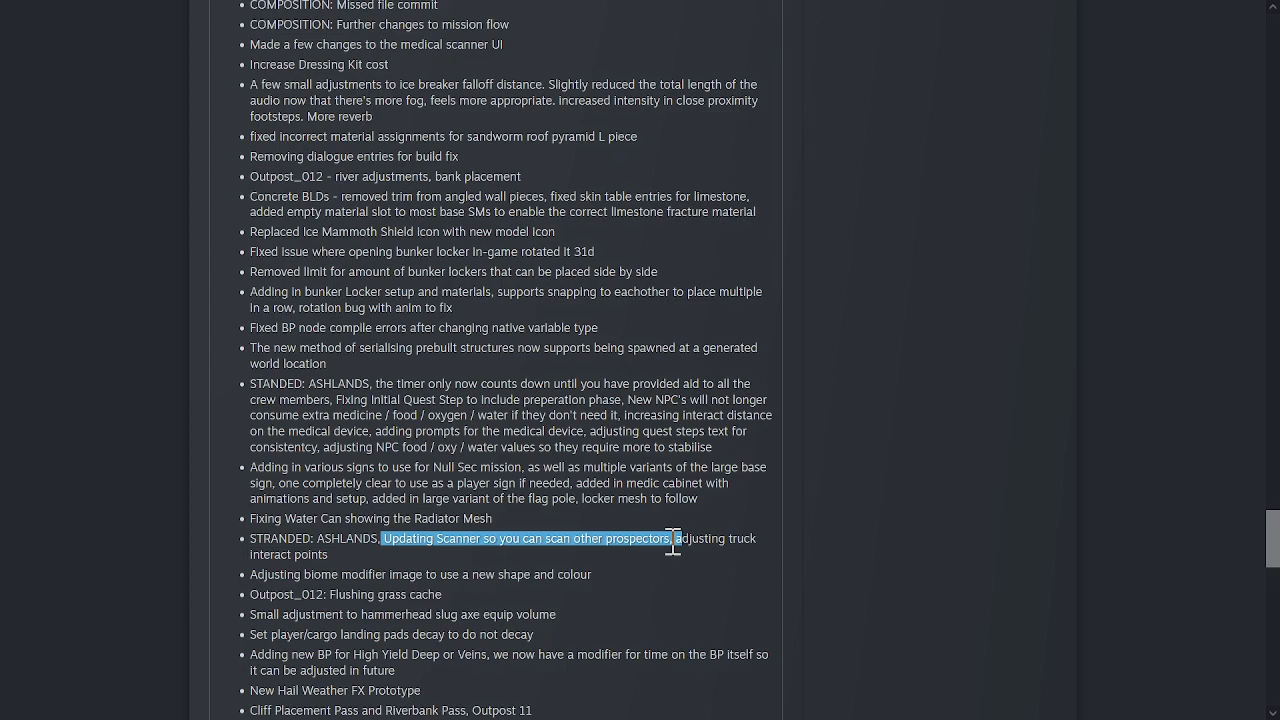 • COMPOSITION: Missed file commit
• COMPOSITION: Further changes to mission flow
• Made a few changes to the medical scanner UI
• Increase Dressing Kit cost
• A few small adjustments to ice breaker falloff distance. Slightly reduced the total length of the
audio now that there's more fog, feels more appropriate. increased intensity in close proximity
footsteps. More reverb
• fixed incorrect material assignments for sandworm roof pyramid L piece
• Removing dialogue entries for build fix
• Outpost_012 - river adjustments, bank placement
• Concrete BLDs - removed trim from angled wall pieces, fixed skin table entries for limestone,
added empty material slot to most base SMs to enable the correct limestone fracture material
• Replaced Ice Mammoth Shield Icon with new model Icon
• Fixed issue where opening bunker locker in-game rotated it 31d
• Removed limit for amount of bunker lockers that can be placed side by side
• Adding in bunker Locker setup and materials, supports snapping to eachother to place multiple
in a row, rotation bug with anim to fix
• Fixed BP node compile errors after changing native variable type
• The new method of serialising prebuilt structures now supports being spawned at a generated
world location
• STANDED: ASHLANDS, the timer only now counts down until you have provided aid to all the
crew members, Fixing Initial Quest Step to include preperation phase, New NPC's will not longer
consume extra medicine / food / oxygen / water if they don't need it, increasing interact distance
on the medical device, adding prompts for the medical device, adjusting quest steps text for
consistentcy, adjusting NPC food / oxy / water values so they require more to stabilise
• Adding in various signs to use for Null Sec mission, as well as multiple variants of the large base
sign, one completely clear to use as a player sign if needed, added in medic cabinet with
animations and setup, added in large variant of the flag pole, locker mesh to follow
• Fixing Water Can showing the Radiator Mesh
• STRANDED: ASHLANDS, Updating Scanner so you can scan other prospectors, adjusting truck
interact points
• Adjusting biome modifier image to use a new shape and colour
• Outpost_012: Flushing grass cache
• Small adjustment to hammerhead slug axe equip volume
• Set player/cargo landing pads decay to do not decay
• Adding new BP for High Yield Deep or Veins, we now have a modifier for time on the BP itself so
it can be adjusted in future
• New Hail Weather FX Prototype
• Cliff Placement Pass and Riverbank Pass, Outpost 11